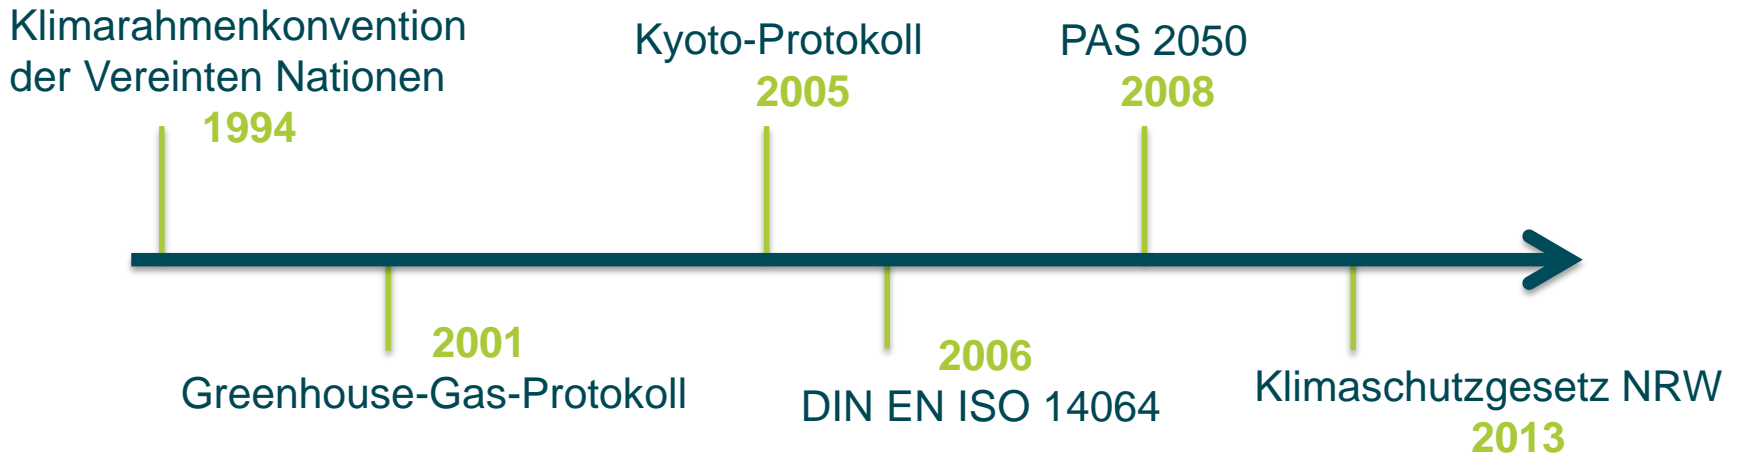 Klimarahmenkonvention
der Vereinten Nationen
1994
Kyoto-Protokoll
2005
PAS 2050
2008
2001
Greenhouse-Gas-Protokoll
2006
DIN EN ISO 14064
Klimaschutzgesetz NRW
2013